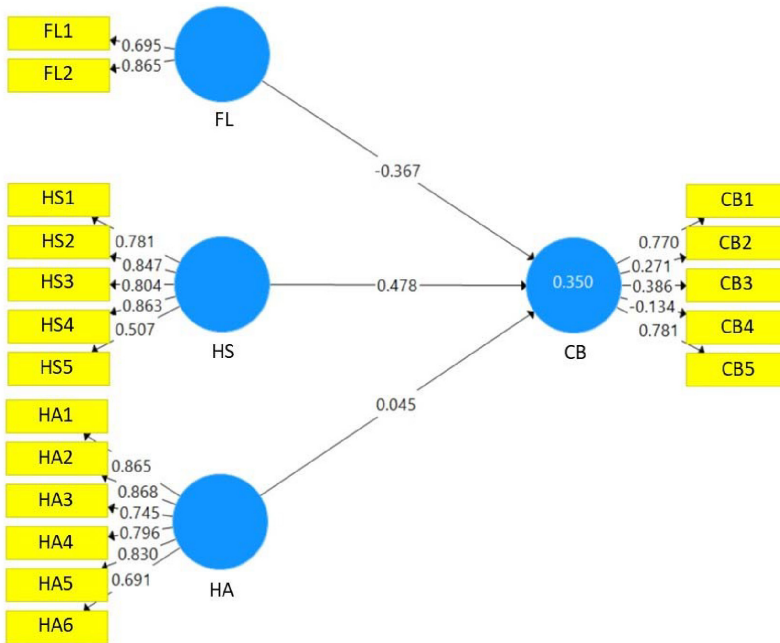 FL1
0.695
FL2
0.865
FL
-0.367
HS1
HS2
HS3
HS4
HS5
0.781
0.847
0.804
0.863
0.507
HS
0.478
0.350
CB
0.770
0.271
0.386
-0.134
0.781
CB1
CB2
CB3
CB4
CB5
HA1
HA2
HA3
HA4
HA5
HA6
0.865
0.868
0.745
0.796
0.830
0.691
HA
0.045